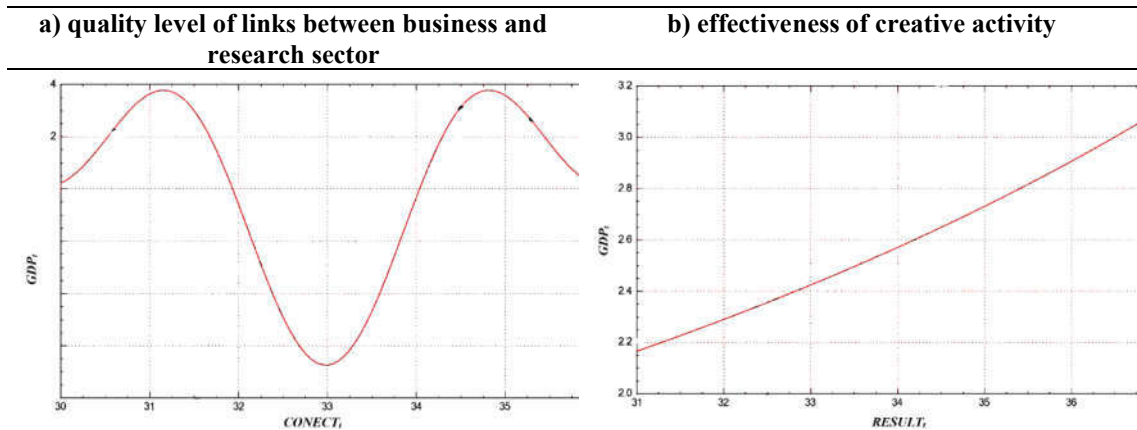 a) quality level of links between business and
research sector
b) effectiveness of creative activity
4
2
GDPₜ
30 31 32 33 34 35
CONECTₜ
3.2
3.0
2.8
2.6
2.4
2.2
2.0
GDPₜ
31 32 33 34 35 36
RESULTₜ